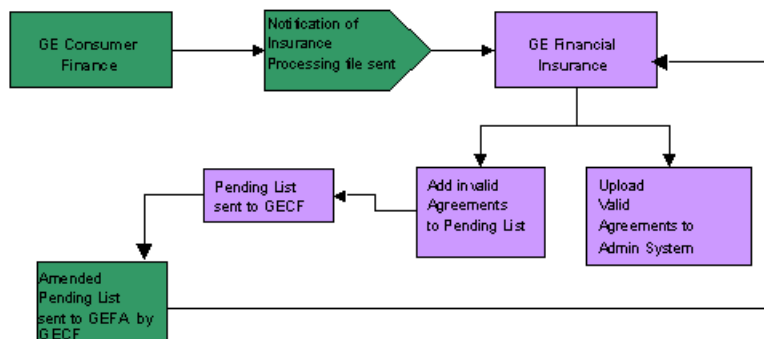 GE Consumer
Finance
Notification of
Insurance
Processing file sent
GE Financial
Insurance
Pending List
sent to GECF
Add invalid
Agreements
to Pending List
Upload
Valid
Agreements to
Admin System
Amended
Pending List
sent to GEFA by
GECF